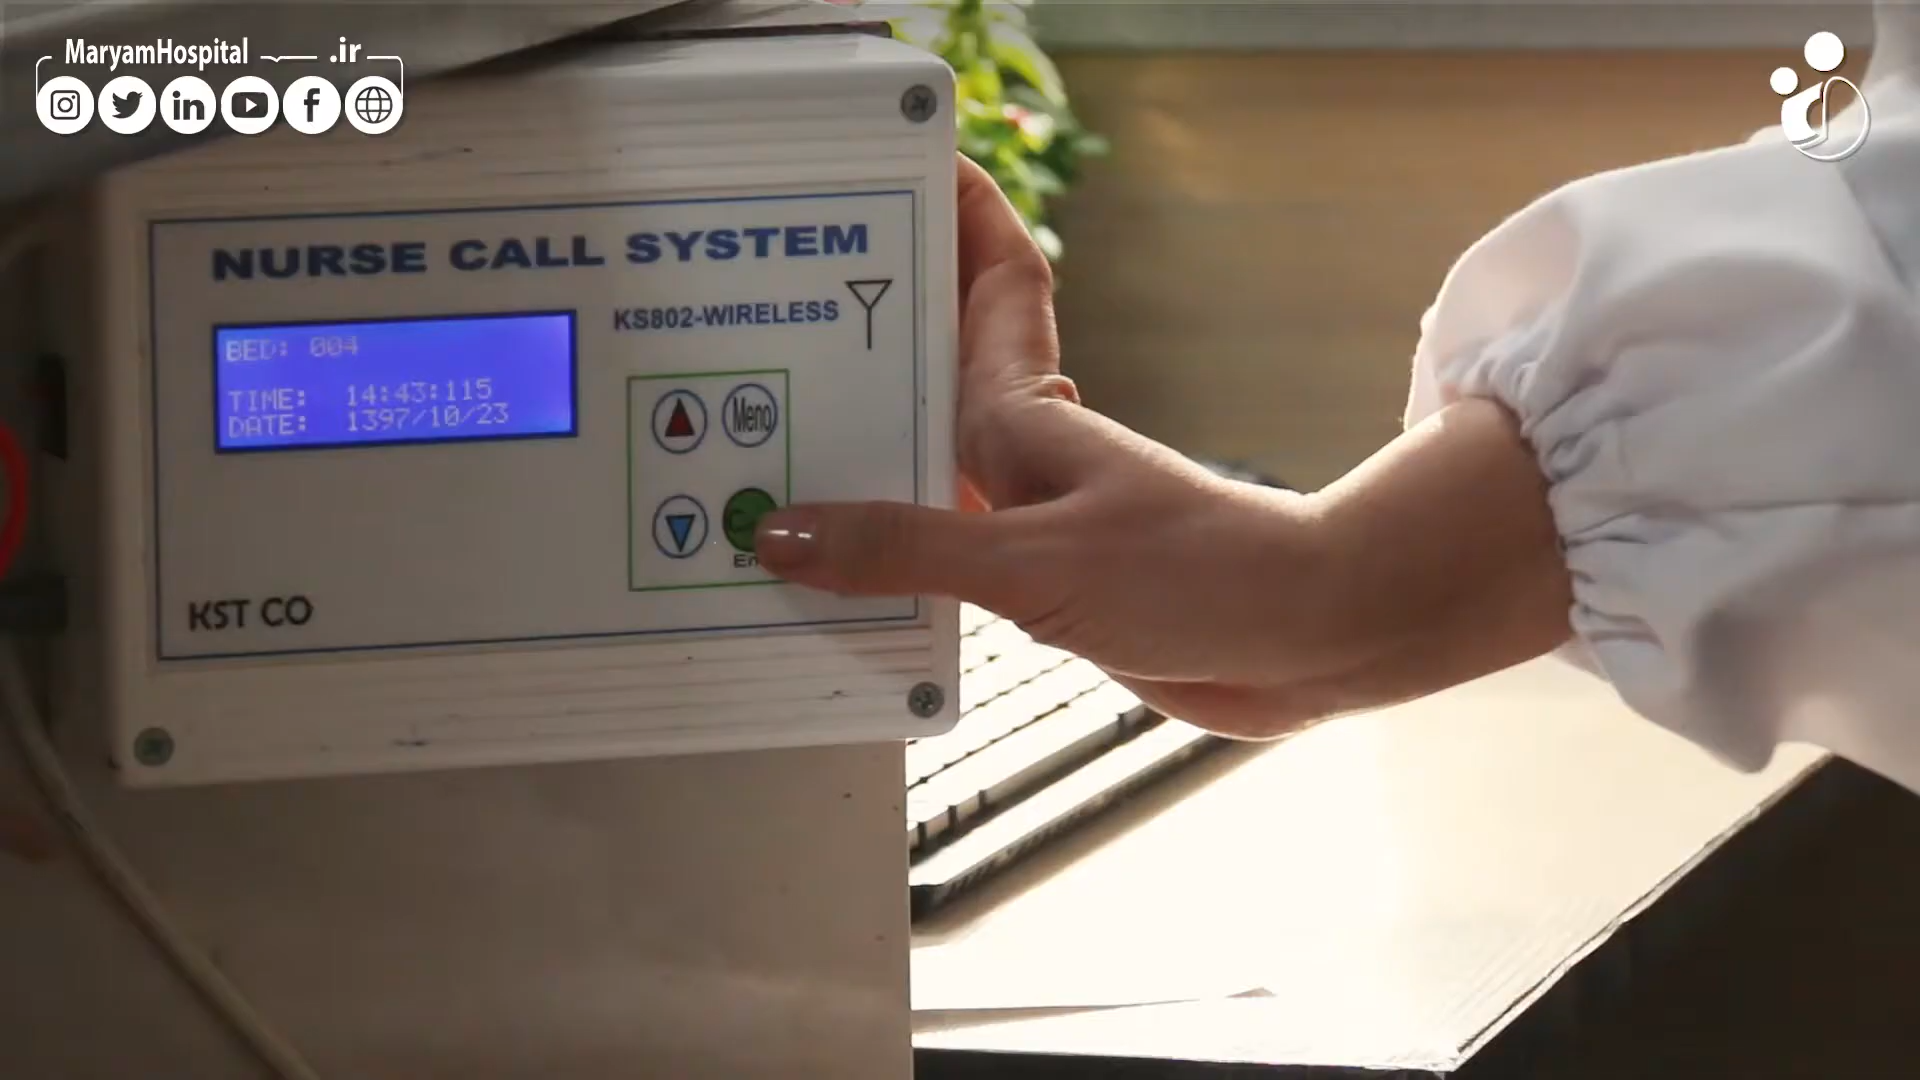 MaryamHospital .ir
NURSE CALL SYSTEM
KS802-WIRELESS
BED: 004
TIME: 14:43:115
DATE: 1397/10/23
Meno
KST CO